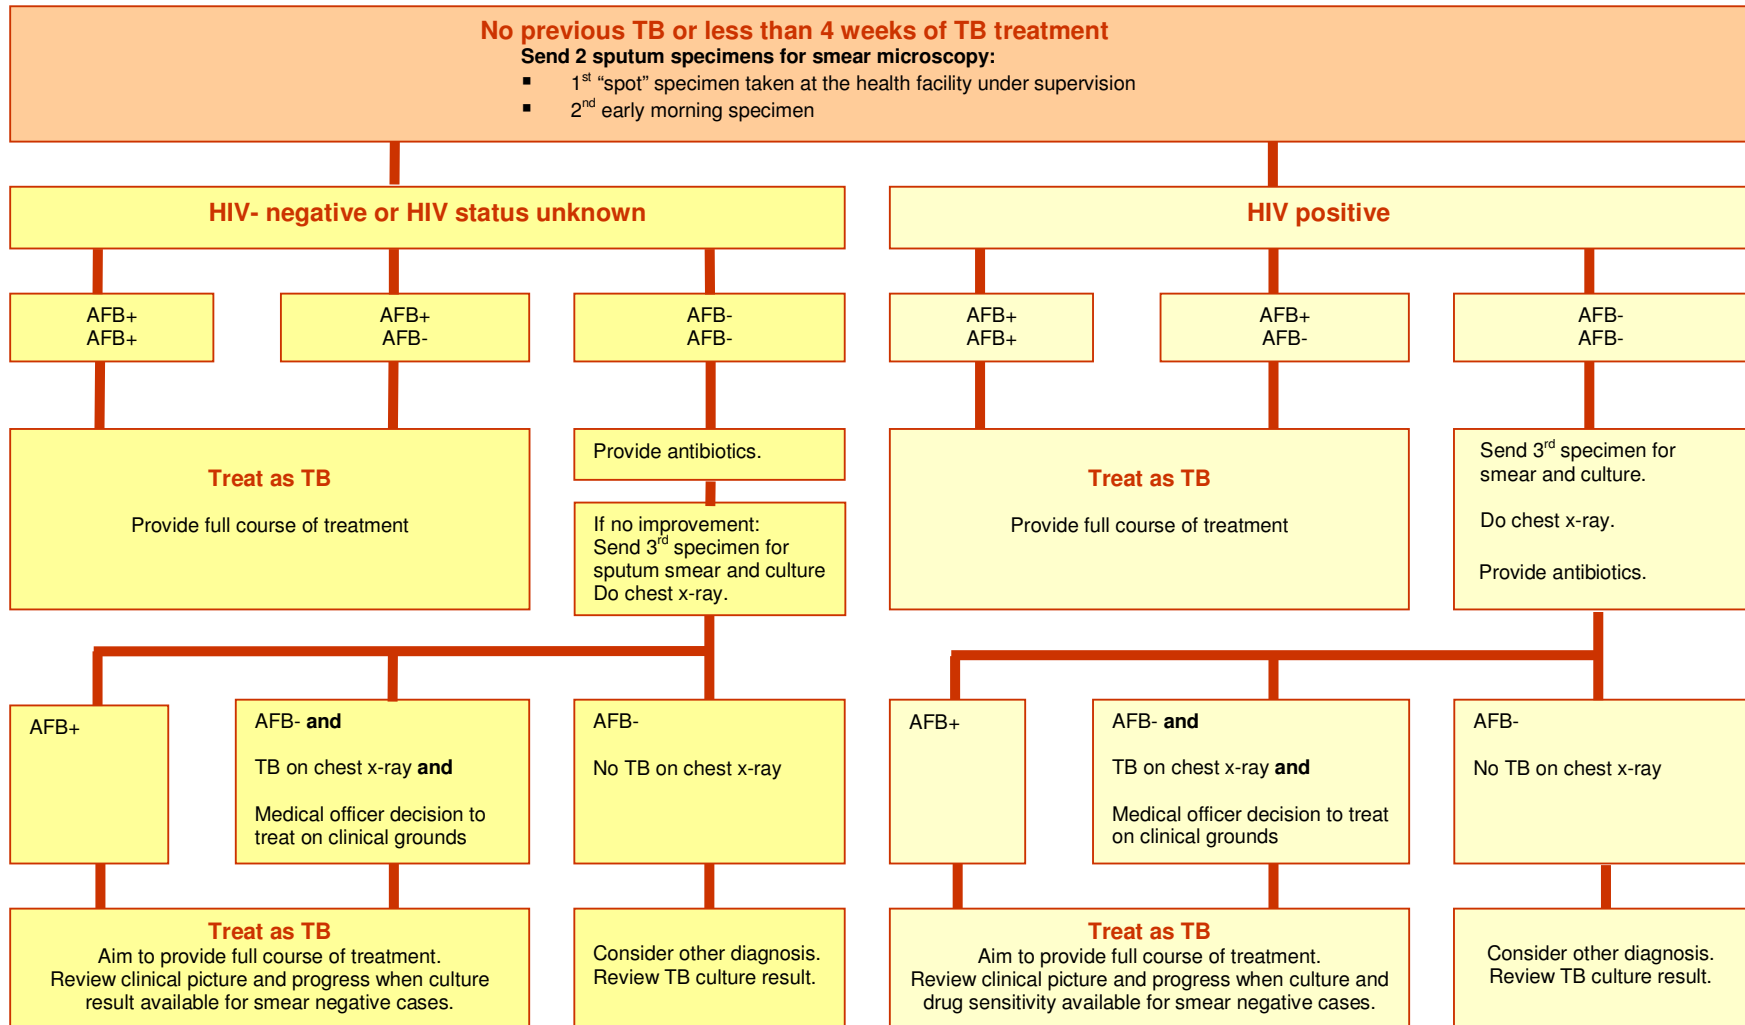 No previous TB or less than 4 weeks of TB treatment
Send 2 sputum specimens for smear microscopy:
▪ 1st “spot” specimen taken at the health facility under supervision
▪ 2nd early morning specimen
HIV- negative or HIV status unknown
HIV positive
AFB+
AFB+
AFB+
AFB-
AFB-
AFB-
AFB+
AFB+
AFB+
AFB-
AFB-
AFB-
Treat as TB
Provide full course of treatment
Provide antibiotics.
If no improvement:
Send 3rd specimen for
sputum smear and culture
Do chest x-ray.
Treat as TB
Provide full course of treatment
Send 3rd specimen for
smear and culture.
Do chest x-ray.
Provide antibiotics.
AFB+
AFB- and
TB on chest x-ray and
Medical officer decision to
treat on clinical grounds
AFB-
No TB on chest x-ray
AFB+
AFB- and
TB on chest x-ray and
Medical officer decision to treat
on clinical grounds
AFB-
No TB on chest x-ray
Treat as TB
Aim to provide full course of treatment.
Review clinical picture and progress when culture
result available for smear negative cases.
Consider other diagnosis.
Review TB culture result.
Treat as TB
Aim to provide full course of treatment.
Review clinical picture and progress when culture and
drug sensitivity available for smear negative cases.
Consider other diagnosis.
Review TB culture result.